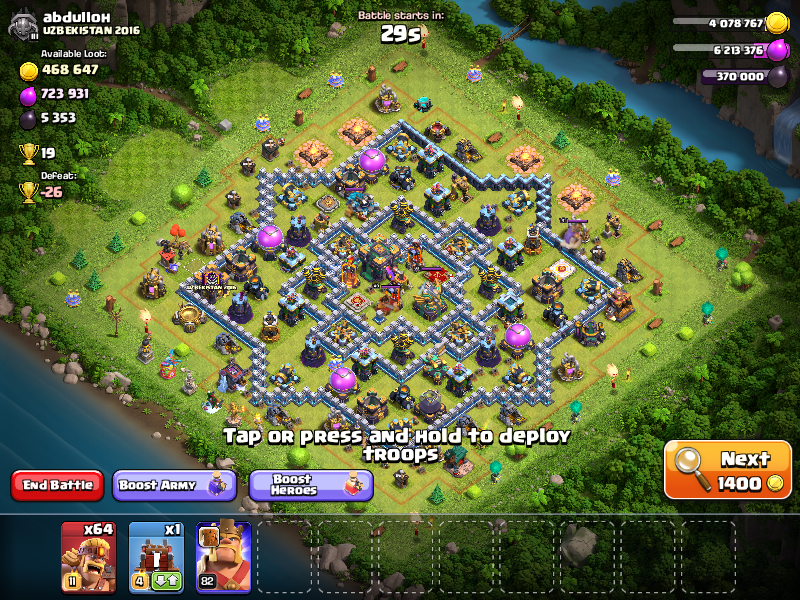 abdulloh
UZBEKISTAN 2016
Available Loot:
468 647
723 931
5 353
19
Defeat:
-26
Battle starts in:
29s
4 078 767
6 213 376
370 000
UZBEKISTAN 2016
Tap or press and hold to deploy
troops
End Battle
Boost Army
Boost
Heroes
Next
1400
x64
11
x1
4
82